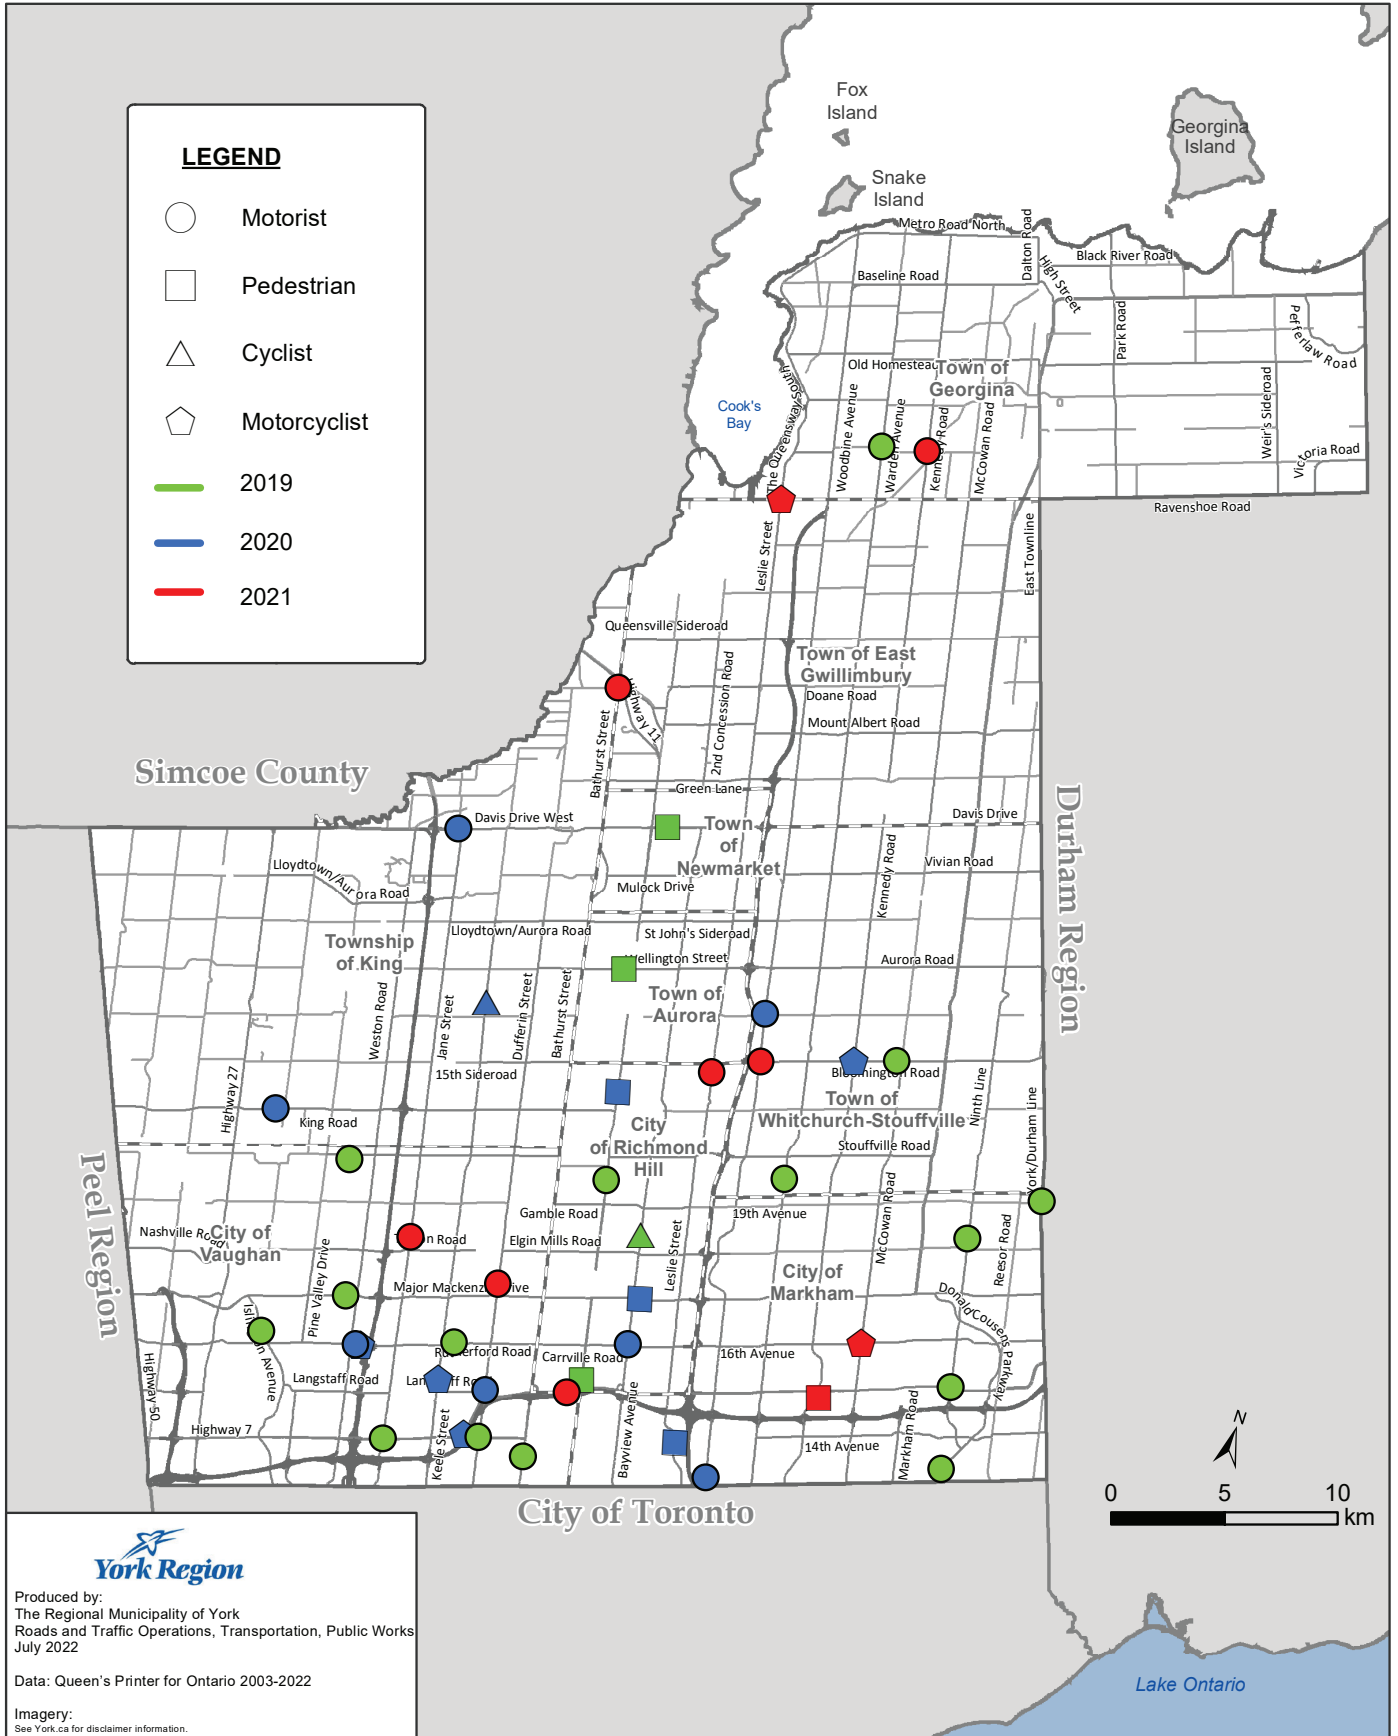 Fox
Island
Georgina
Island
Snake
Island
LEGEND
Motorist
Pedestrian
Cyclist
Motorcyclist
2019
2020
2021
Metro Road North
Dalton Road
High Street
Black River Road
Baseline Road
Park Road
Pefferlaw Road
Old Homestead
Town of
Georgina
The Queensway South
Cook's
Bay
Woodbine Avenue
Warden Avenue
Kennedy Road
McCowan Road
Weir's Sideroad
Victoria Road
Ravenshoe Road
Leslie Street
East Townline
Queensville Sideroad
Town of East
Gwillimbury
Doane Road
Mount Albert Road
Highway 11
2nd Concession Road
Bathurst Street
Simcoe County
Green Lane
Davis Drive West
Davis Drive
Town
of
Newmarket
Durham Region
Kennedy Road
Vivian Road
Lloydtown/Aurora Road
Mulock Drive
Lloydtown/Aurora Road
St John's Sideroad
Township
of King
Wellington Street
Aurora Road
Town of
Aurora
Weston Road
Jane Street
Dufferin Street
Bathurst Street
15th Sideroad
Bloomington Road
Highway 27
King Road
Town of
Whitchurch-Stouffville
Ninth Line
York/Durham Line
City
of Richmond
Hill
Stouffville Road
Peel Region
Gamble Road
19th Avenue
McCowan Road
Nashville Road
City of
Vaughan
Road
Elgin Mills Road
Leslie Street
Reesor Road
Pine Valley Drive
Major Mackenzie Drive
City of
Markham
Donald Cousens Parkway
Islington Avenue
Rutherford Road
Carrville Road
16th Avenue
Highway 50
Langstaff Road
Langstaff Road
Highway 7
Keele Street
Bayview Avenue
14th Avenue
Markham Road
City of Toronto
N
0
5
10
km
York Region
Produced by:
The Regional Municipality of York
Roads and Traffic Operations, Transportation, Public Works
July 2022
Data: Queen's Printer for Ontario 2003-2022
Imagery:
See York.ca for disclaimer information.
Lake Ontario